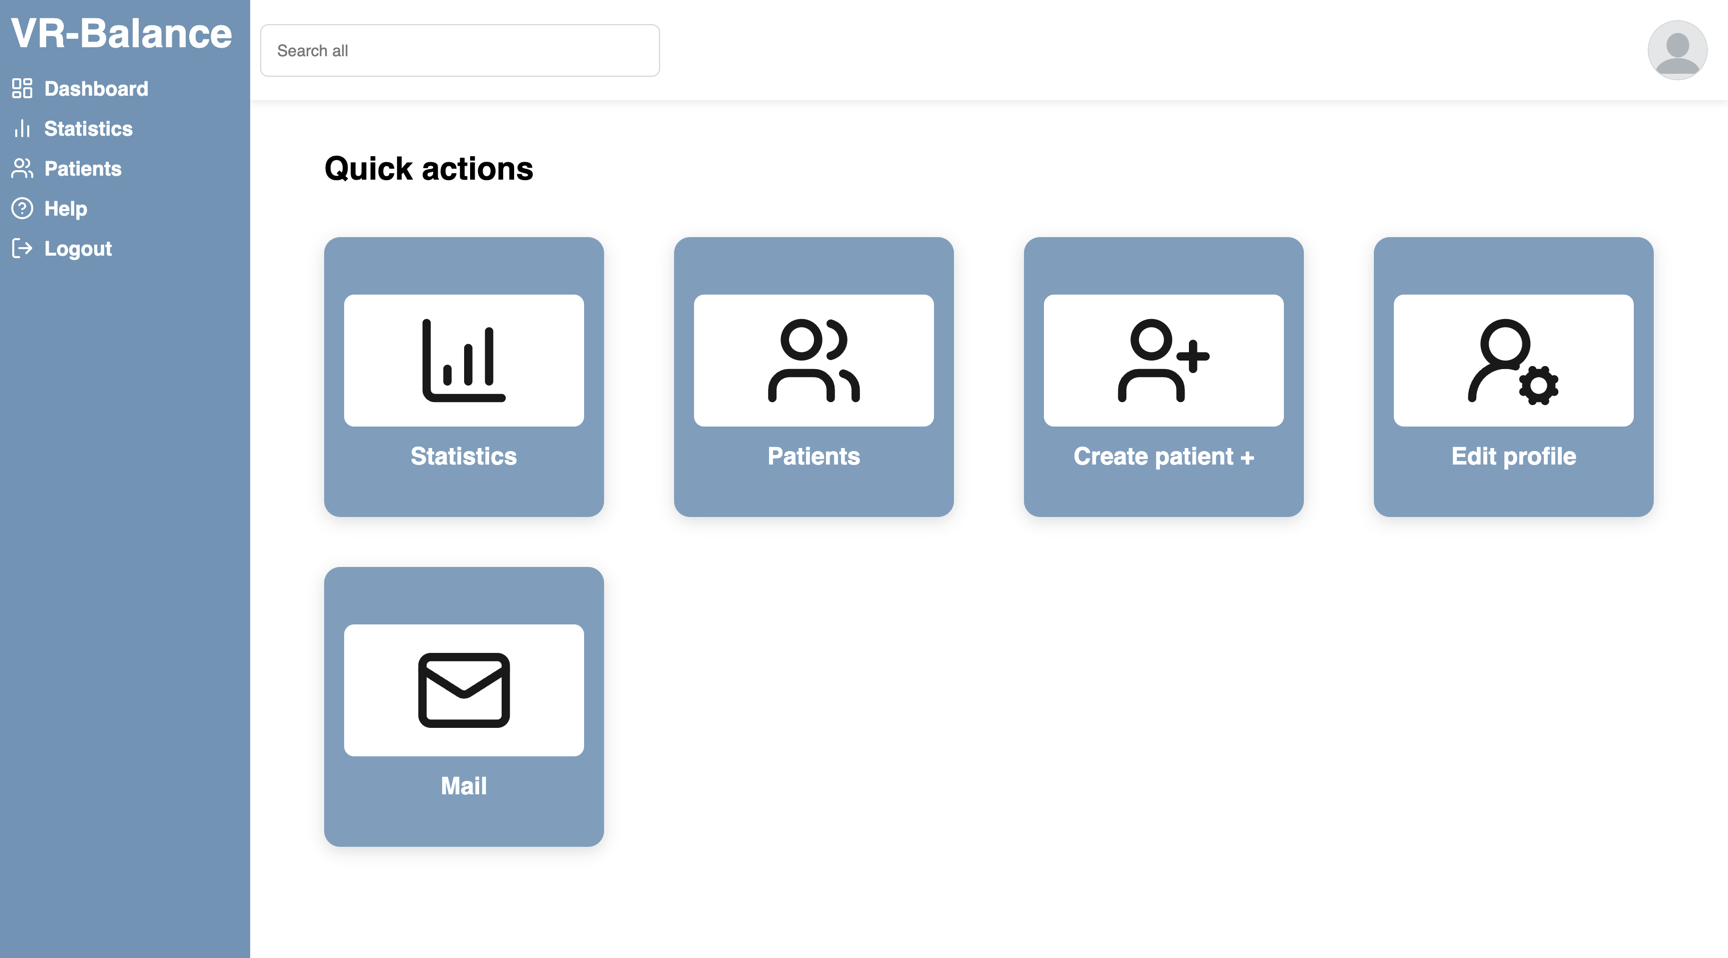 VR-Balance
Dashboard
Statistics
Patients
Help
Logout
Search all
Quick actions
Statistics
Patients
Create patient +
Edit profile
Mail